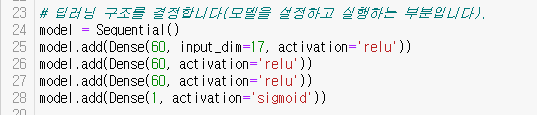 23 # 딥러닝 구조를 결정합니다(모델을 설정하고 실행하는 부분입니다).
24 model = Sequential()
25 model.add(Dense(60, input_dim=17, activation='relu'))
26 model.add(Dense(60, activation='relu'))
27 model.add(Dense(60, activation='relu'))
28 model.add(Dense(1, activation='sigmoid'))